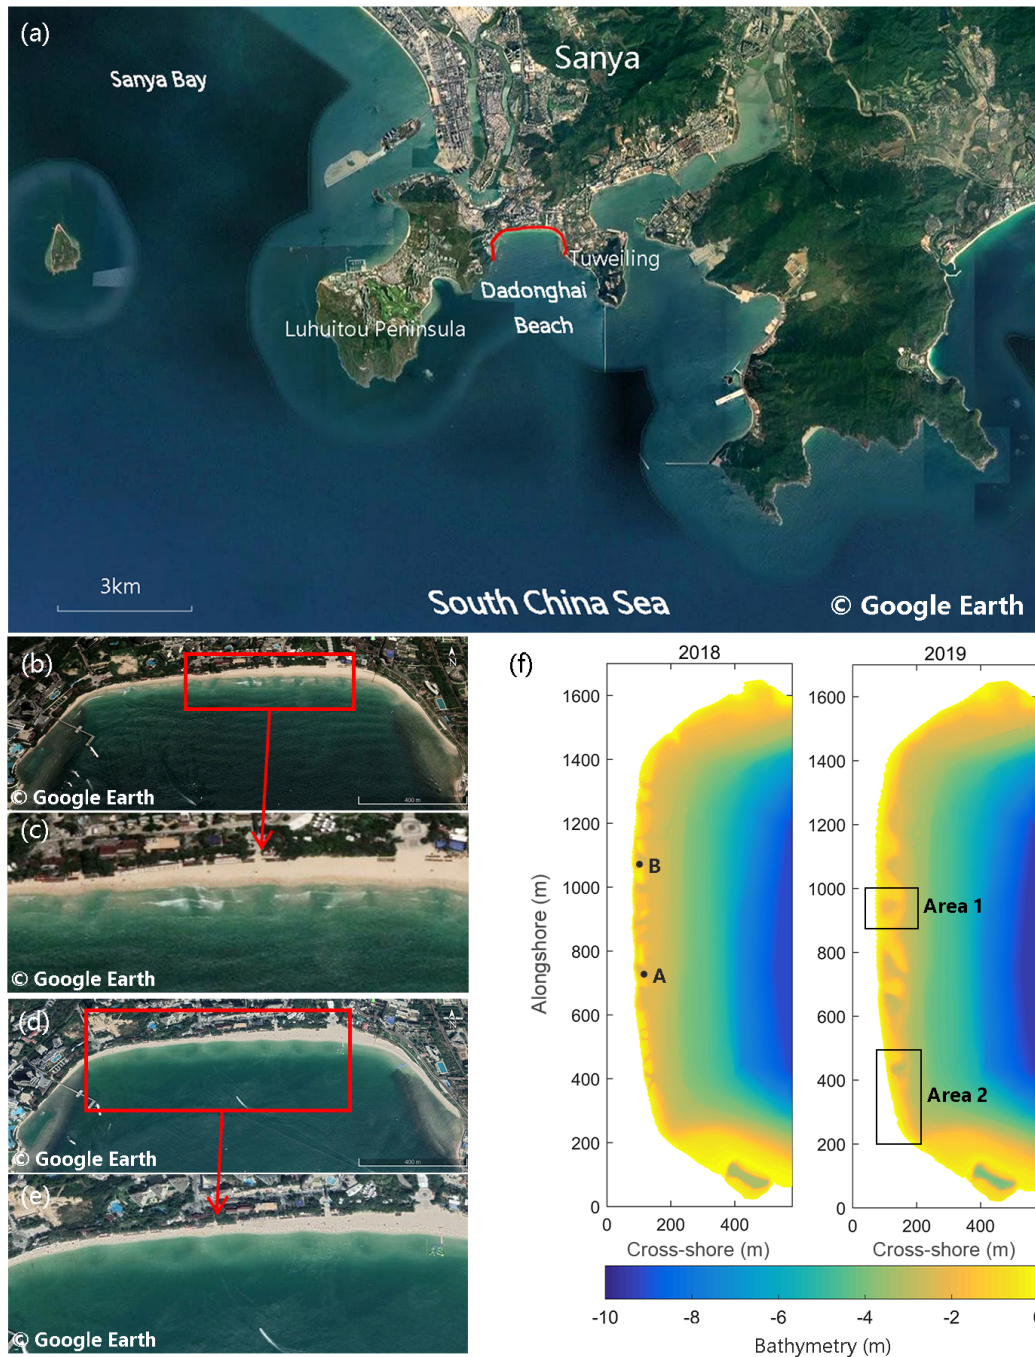 (a)
Sanya
Sanya Bay
Tuweiling
Dadonghai
Beach
Luhuitou Peninsula
3km
South China Sea
© Google Earth
(b)
N
© Google Earth
400 m
(c)
© Google Earth
(d)
N
© Google Earth
400 m
(e)
© Google Earth
(f)
2018
2019
1600
1400
1200
1000
800
600
400
200
0
Alongshore (m)
B
A
0
200
400
Cross-shore (m)
1600
1400
1200
1000
800
600
400
200
0
Area 1
Area 2
0
200
400
Cross-shore (m)
-10
-8
-6
-4
-2
Bathymetry (m)